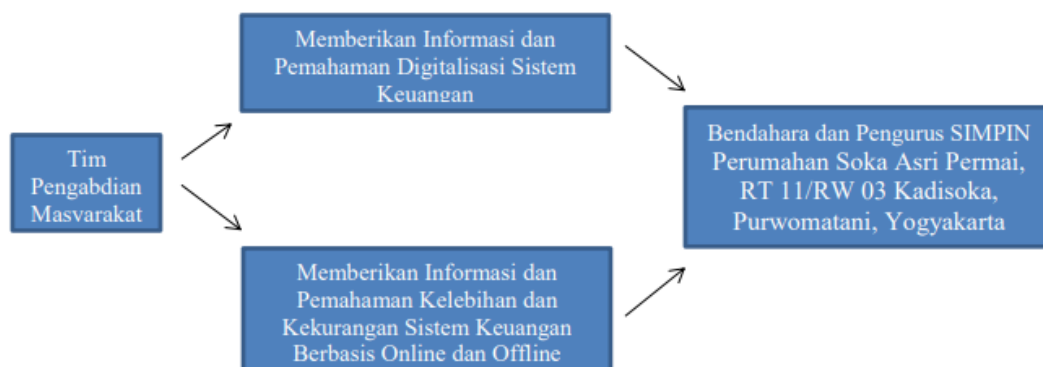 Memberikan Informasi dan
Pemahaman Digitalisasi Sistem
Keuangan
Tim
Pengabdian
Masyarakat
Bendahara dan Pengurus SIMPIN
Perumahan Soka Asri Permai,
RT 11/RW 03 Kadisoka,
Purwomatani, Yogyakarta
Memberikan Informasi dan
Pemahaman Kelebihan dan
Kekurangan Sistem Keuangan
Berbasis Online dan Offline